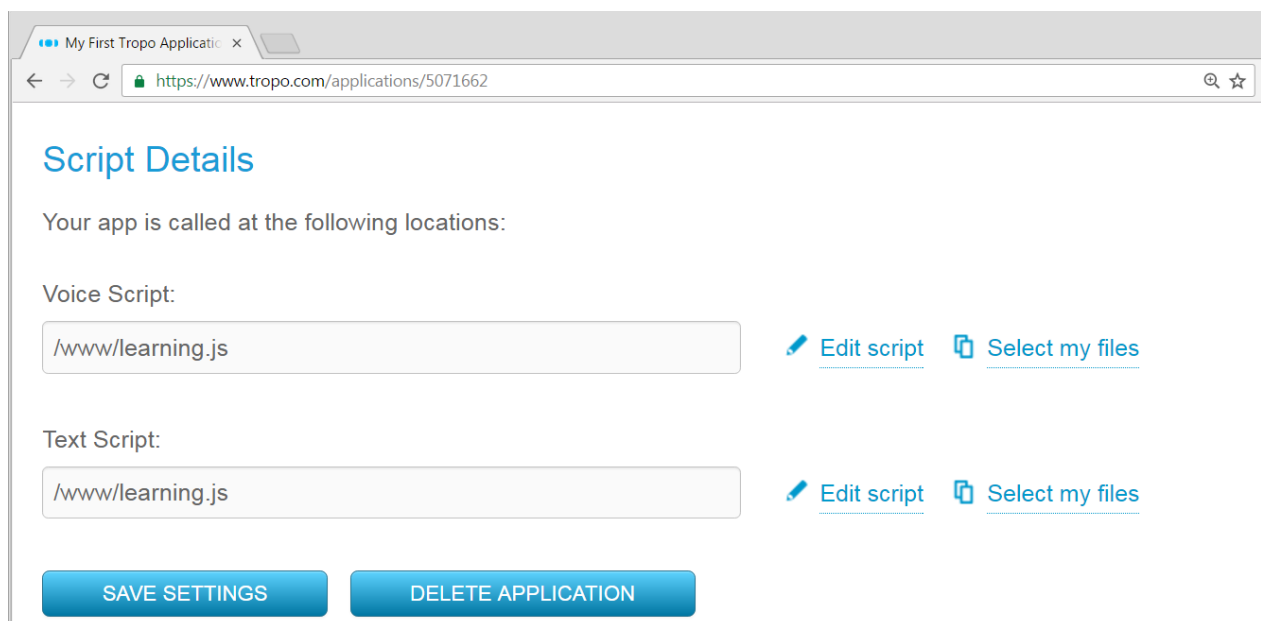 My First Tropo Applicatic
https://www.tropo.com/applications/5071662
Script Details
Your app is called at the following locations:
Voice Script:
/www/learning.js Edit script Select my files
Text Script:
/www/learning.js Edit script Select my files
SAVE SETTINGS DELETE APPLICATION